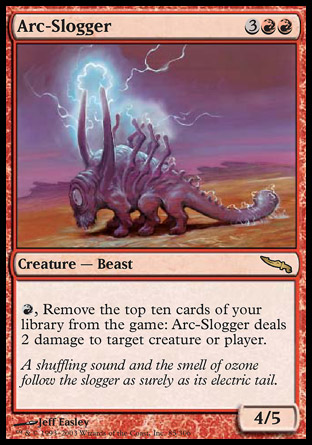 Arc-Slogger 3
Creature — Beast
, Remove the top ten cards of your
library from the game: Arc-Slogger deals
2 damage to target creature or player.
A shuffling sound and the smell of ozone
follow the slogger as surely as its electric tail.
Jeff Easley
4/5